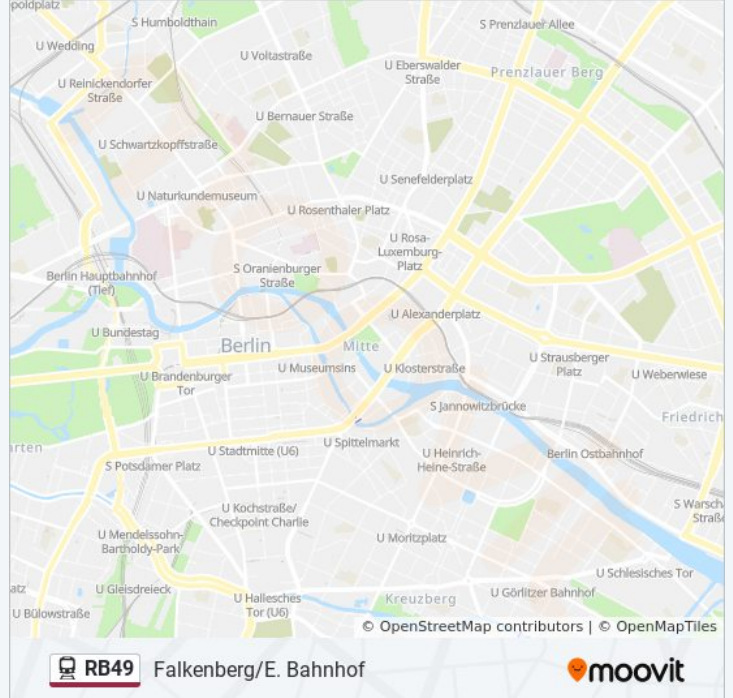 poldplatz
S Humboldthain
S Prenzlauer Allee
U Wedding
U Voltastraße
U Eberswalder
Straße
Prenzlauer Berg
U Reinickendorfer
Straße
U Bernauer Straße
U Schwartzkopffstraße
U Senefelderplatz
U Naturkundemuseum
U Rosenthaler Platz
U Rosa-
Luxemburg-
Platz
Berlin Hauptbahnhof
(Tief)
S Oranienburger
Straße
U Alexanderplatz
U Bundestag
Berlin
Mitte
U Strausberger
Platz
U Museumsins
U Klosterstraße
U Weberwiese
U Brandenburger
Tor
S Jannowitzbrücke
Friedrich
rten
U Stadtmitte (U6)
U Spittelmarkt
U Heinrich-
Heine-Straße
Berlin Ostbahnhof
S Potsdamer Platz
S Warsch
Straße
U Kochstraße/
Checkpoint Charlie
U Mendelssohn-
Bartholdy-Park
U Moritzplatz
U Schlesisches Tor
atz
U Gleisdreieck
U Hallesches
Tor (U6)
Kreuzberg
U Görlitzer Bahnhof
U Bülowstraße
© OpenStreetMap contributors | © OpenMapTiles
RB49 Falkenberg/E. Bahnhof
moovit